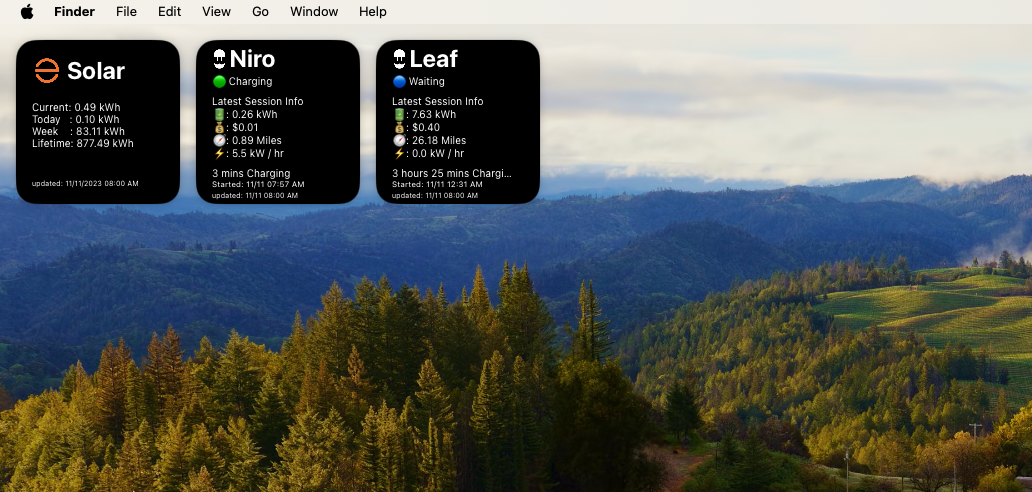 Finder File Edit View Go Window Help
Solar
Current: 0.49 kWh
Today : 0.10 kWh
Week : 83.11 kWh
Lifetime: 877.49 kWh
updated: 11/11/2023 08:00 AM
Niro
Charging
Latest Session Info
: 0.26 kWh
: $0.01
: 0.89 Miles
: 5.5 kW / hr
3 mins Charging
Started: 11/11 07:57 AM
updated: 11/11 08:00 AM
Leaf
Waiting
Latest Session Info
: 7.63 kWh
: $0.40
: 26.18 Miles
: 0.0 kW / hr
3 hours 25 mins Chargi...
Started: 11/11 12:31 AM
updated: 11/11 08:00 AM